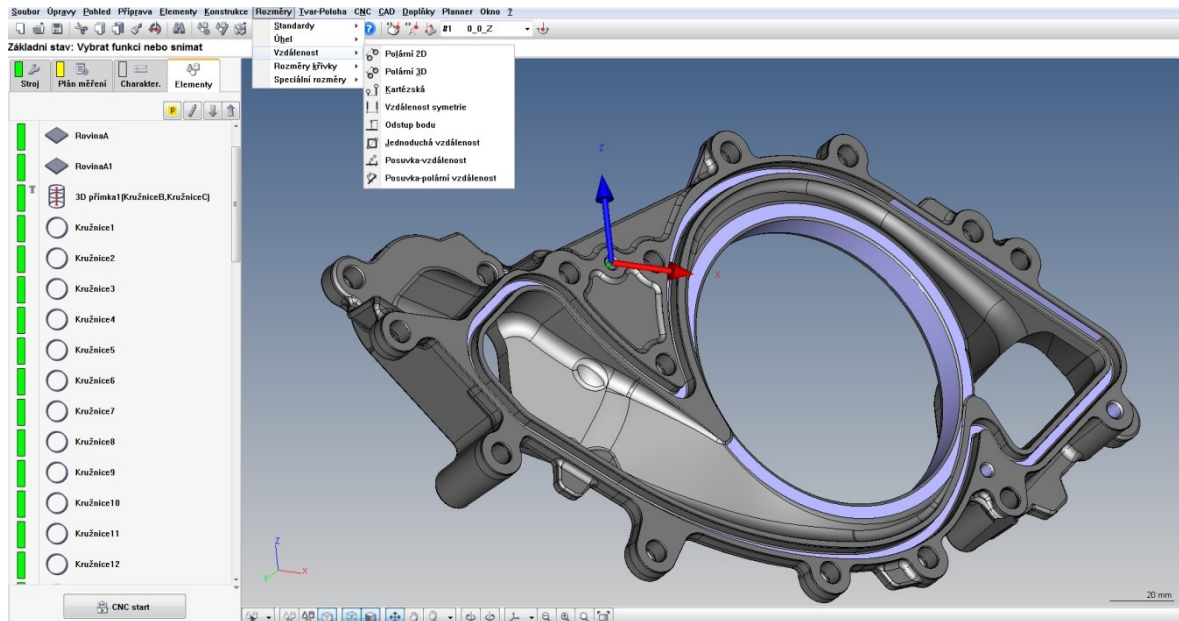 Soubor Úpravy Pohled Příprava Elementy Konstrukce Rozměry Tvar-Poloha CNC CAD Doplňky Planner Okno ?
#1 0_0_Z
Základní stav: Vybrat funkci nebo snímat
Standardy
Úhel
Vzdálenost
Rozměry křivky
Speciální rozměry
Polární 2D
Polární 3D
Kartézská
Vzdálenost symetrie
Odstup bodu
Jednoduchá vzdálenost
Posuvka-vzdálenost
Posuvka-polární vzdálenost
Stroj Plán měření Charakter. Elementy
P
RovinaA
RovinaA1
T 3D přímka1(KružniceB,KružniceC)
Kružnice1
Kružnice2
Kružnice3
Kružnice4
Kružnice5
Kružnice6
Kružnice7
Kružnice8
Kružnice9
Kružnice10
Kružnice11
Kružnice12
CNC start
Z
X
Z
X
Y
20 mm